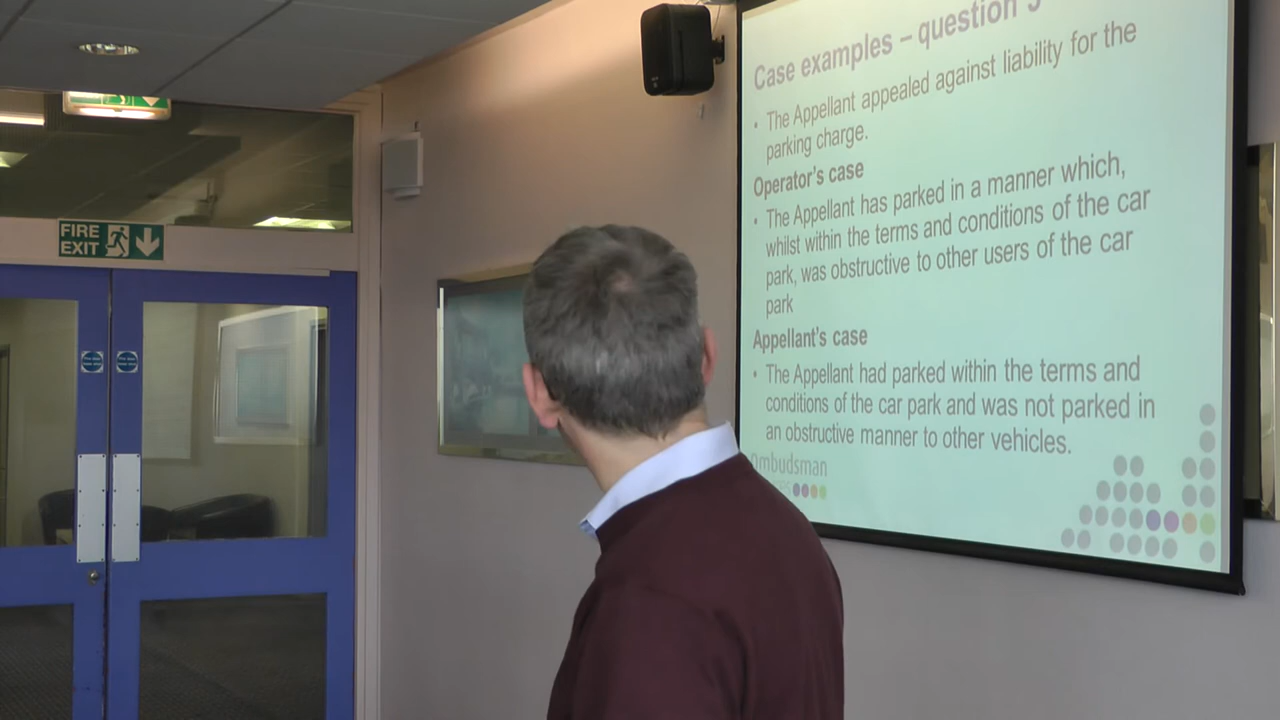 Case examples – question 5
• The Appellant appealed against liability for the
parking charge.
Operator's case
• The Appellant has parked in a manner which,
whilst within the terms and conditions of the car
park, was obstructive to other users of the car
park
Appellant's case
• The Appellant had parked within the terms and
conditions of the car park and was not parked in
an obstructive manner to other vehicles.
Ombudsman
FIRE
EXIT